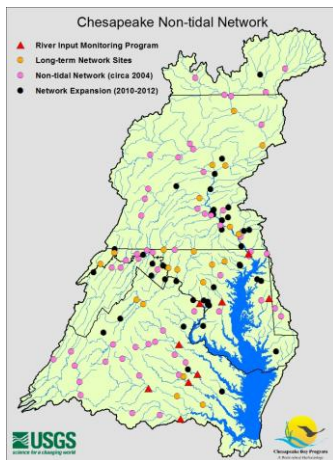 Chesapeake Non-tidal Network
River Input Monitoring Program
Long-term Network Sites
Non-tidal Network (circa 2004)
Network Expansion (2010-2012)
USGS
science for a changing world
Chesapeake Bay Program